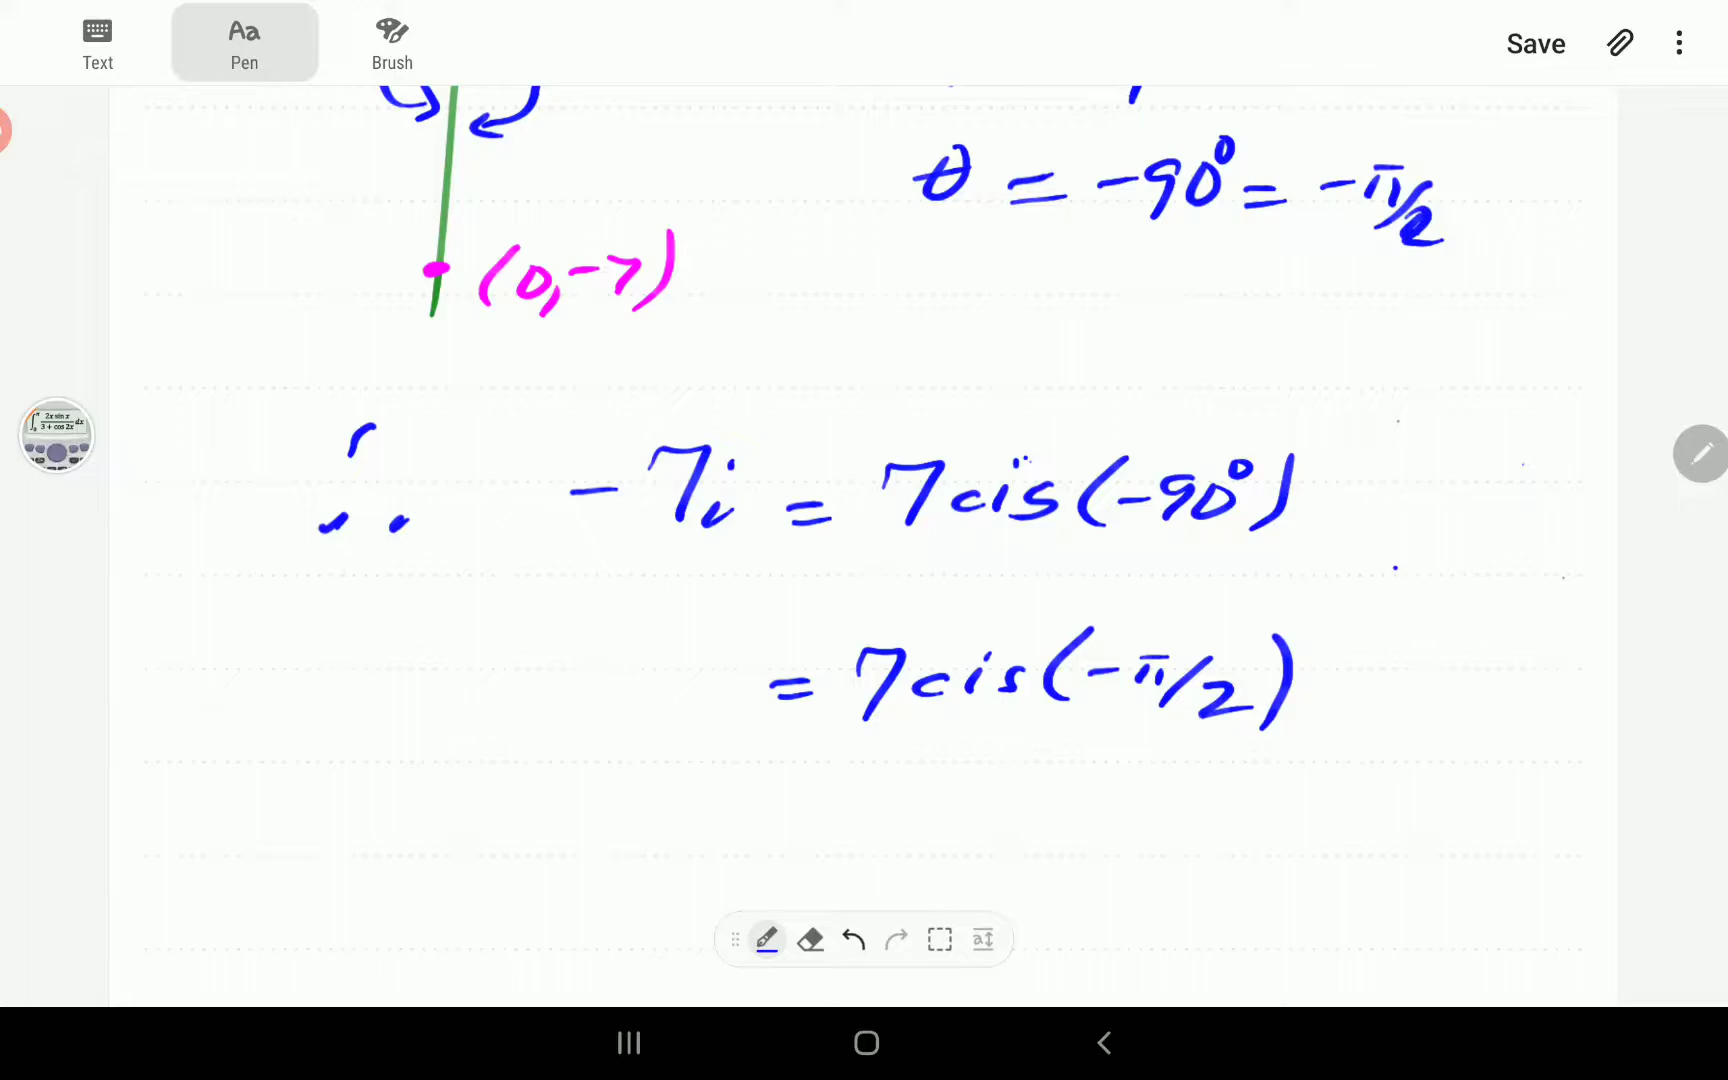 Text
Pen
Brush
Save
θ = -90° = -π/2
(0, -7)
∴ -7i = 7cis(-90°)
= 7cis(-π/2)